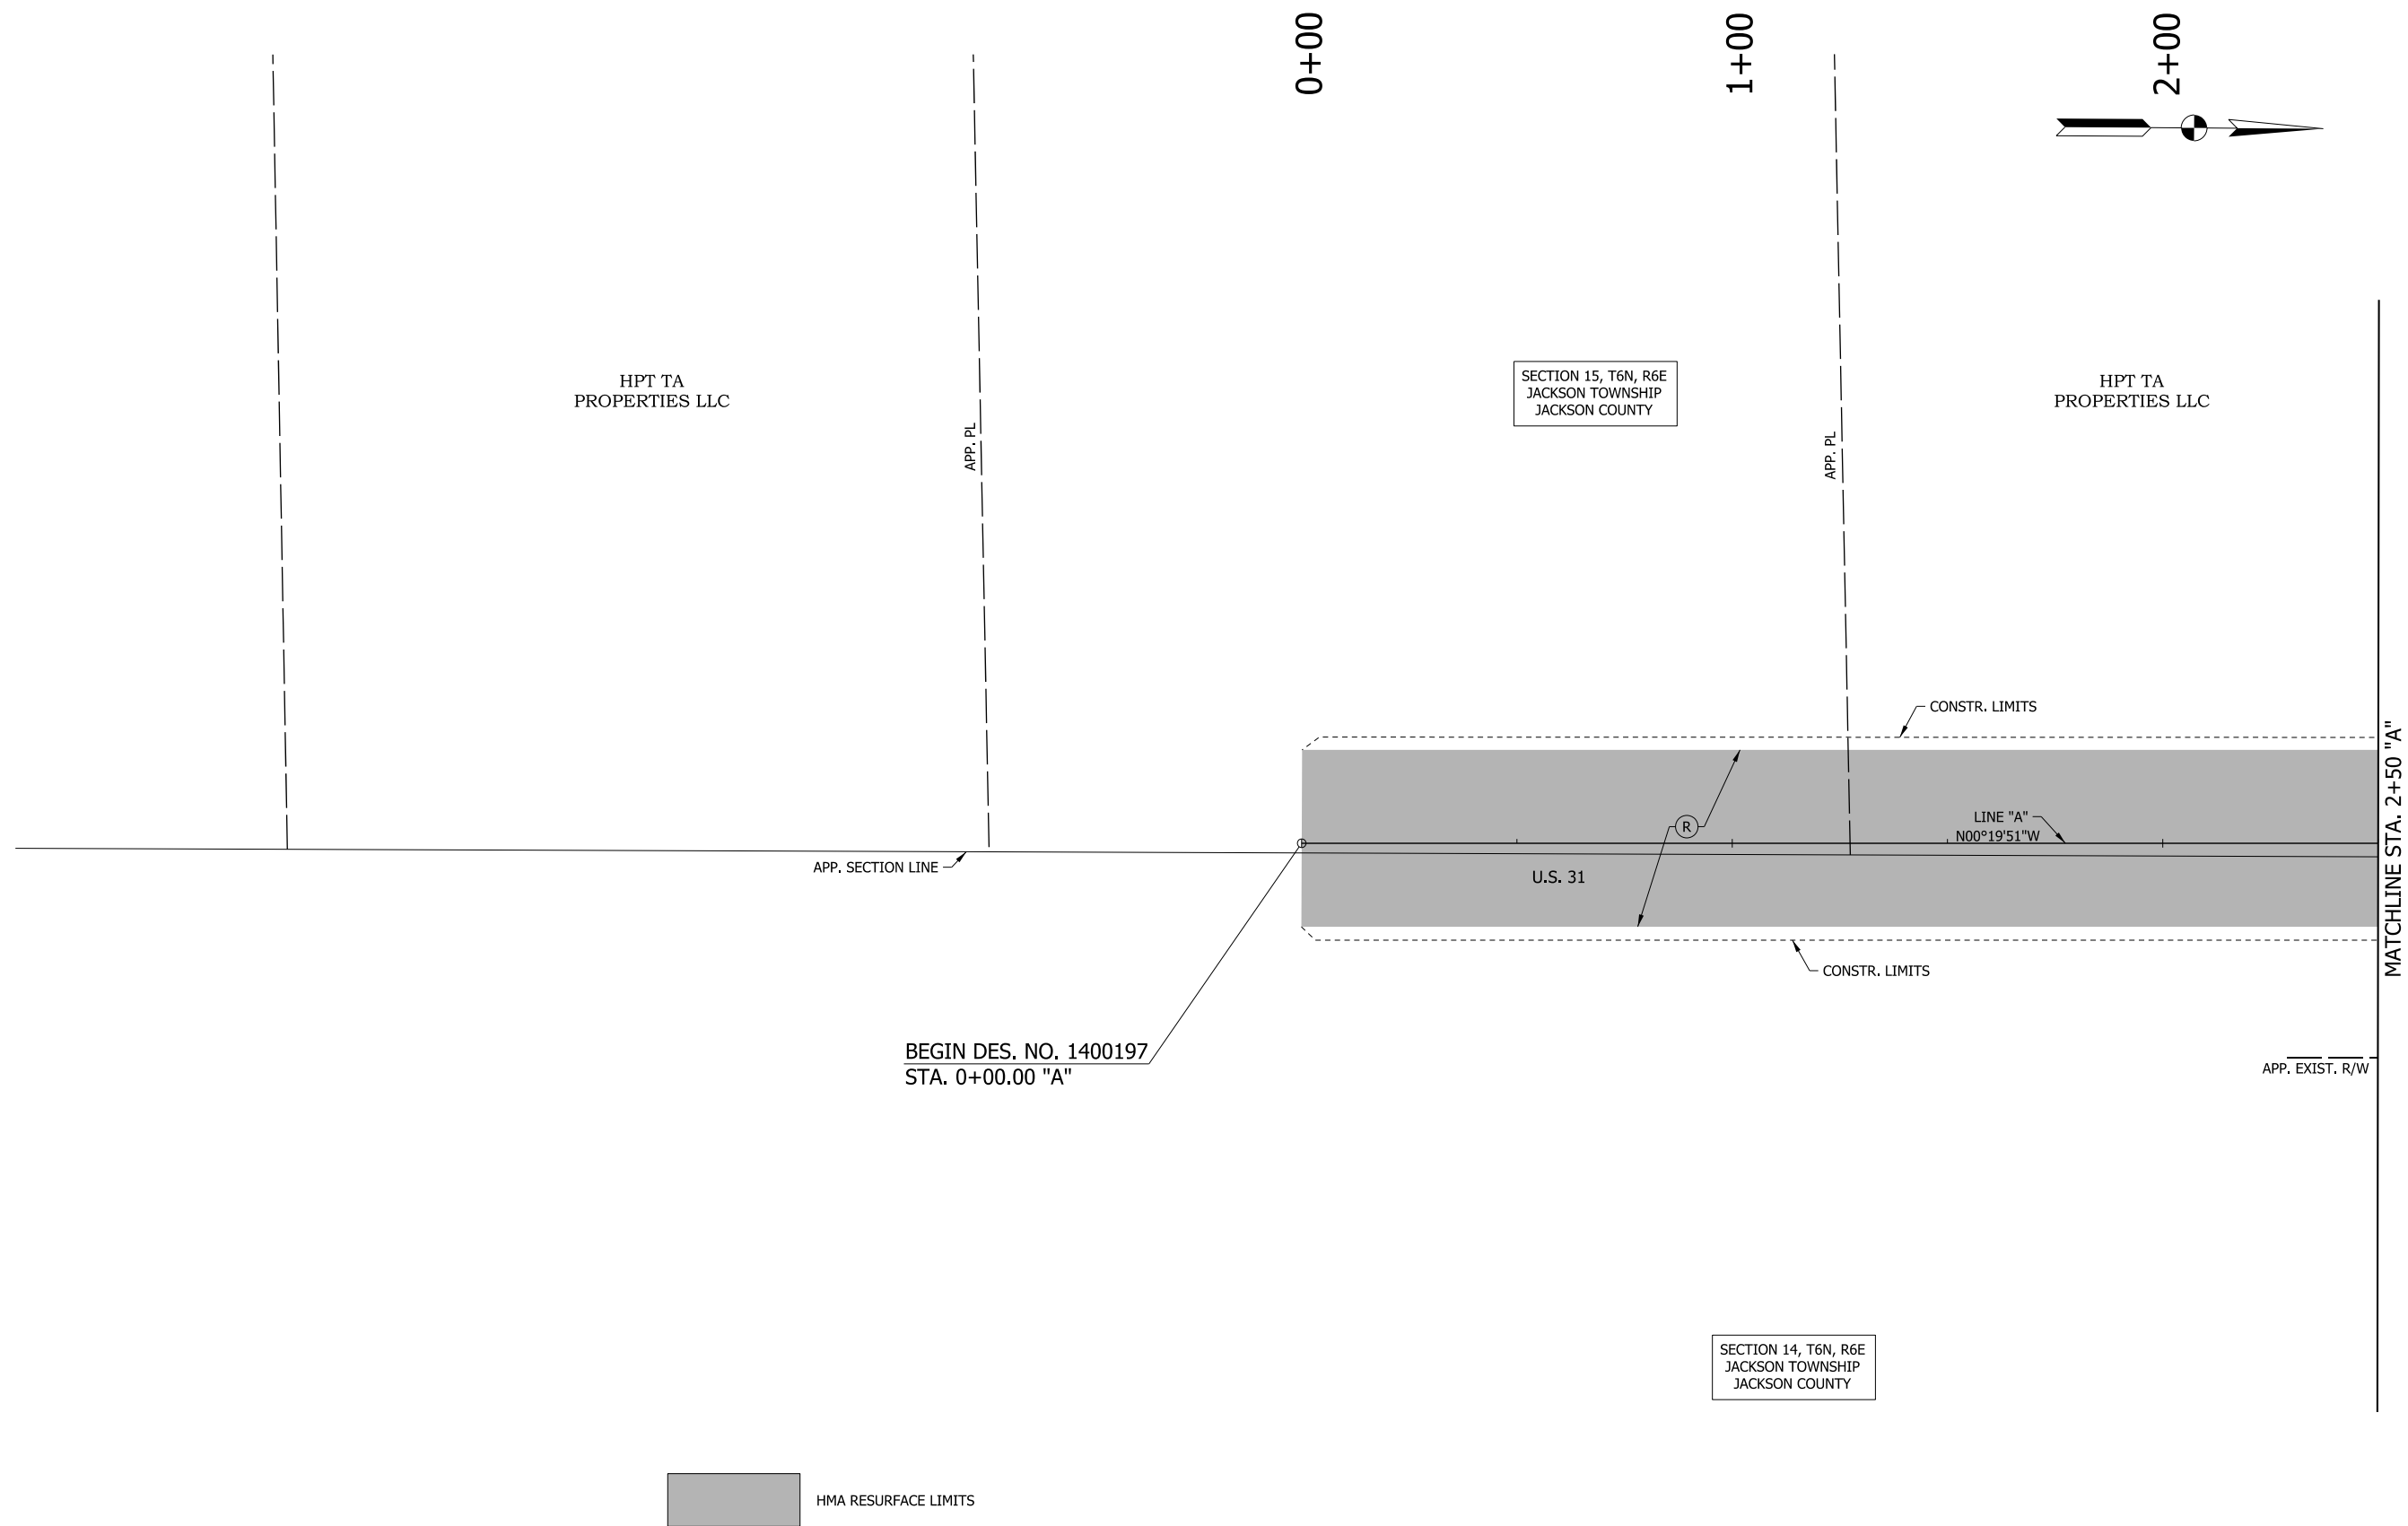 0+00
1+00
2+00
HPT TA
PROPERTIES LLC
APP. PL
SECTION 15, T6N, R6E
JACKSON TOWNSHIP
JACKSON COUNTY
APP. PL
HPT TA
PROPERTIES LLC
CONSTR. LIMITS
R
LINE "A"
N00°19'51"W
MATCHLINE STA. 2+50 "A"
APP. SECTION LINE
U.S. 31
CONSTR. LIMITS
BEGIN DES. NO. 1400197
STA. 0+00.00 "A"
APP. EXIST. R/W
SECTION 14, T6N, R6E
JACKSON TOWNSHIP
JACKSON COUNTY
HMA RESURFACE LIMITS